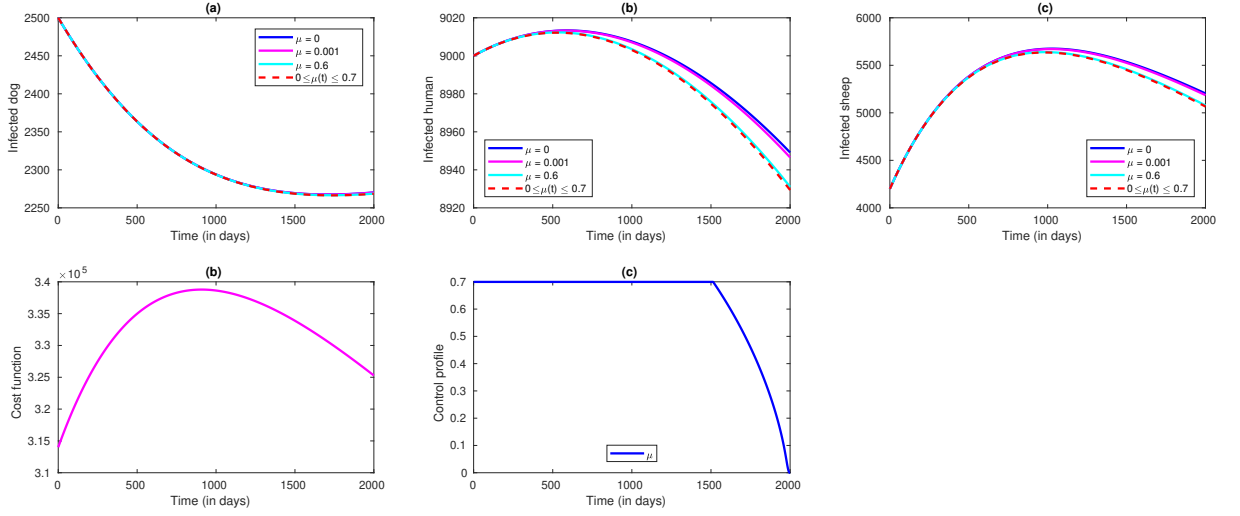 (a)
2500
2450
2400
2350
2300
2250
Infected dog
μ = 0
μ = 0.001
μ = 0.6
0 ≤μ(t) ≤ 0.7
0 500 1000 1500 2000
Time (in days)
(b)
9020
9000
8980
8960
8940
8920
Infected human
μ = 0
μ = 0.001
μ = 0.6
0 ≤μ(t) ≤ 0.7
0 500 1000 1500 2000
Time (in days)
(c)
6500
6000
5500
5000
4500
4000
Infected sheep
μ = 0
μ = 0.001
μ = 0.6
0 ≤μ(t) ≤ 0.7
0 500 1000 1500 2000
Time (in days)
(b)
×10⁵
3.4
3.35
3.3
3.25
3.2
3.15
3.1
Cost function
0 500 1000 1500 2000
Time (in days)
(c)
0.7
0.6
0.5
0.4
0.3
0.2
0.1
0
Control profile
μ
0 500 1000 1500 2000
Time (in days)